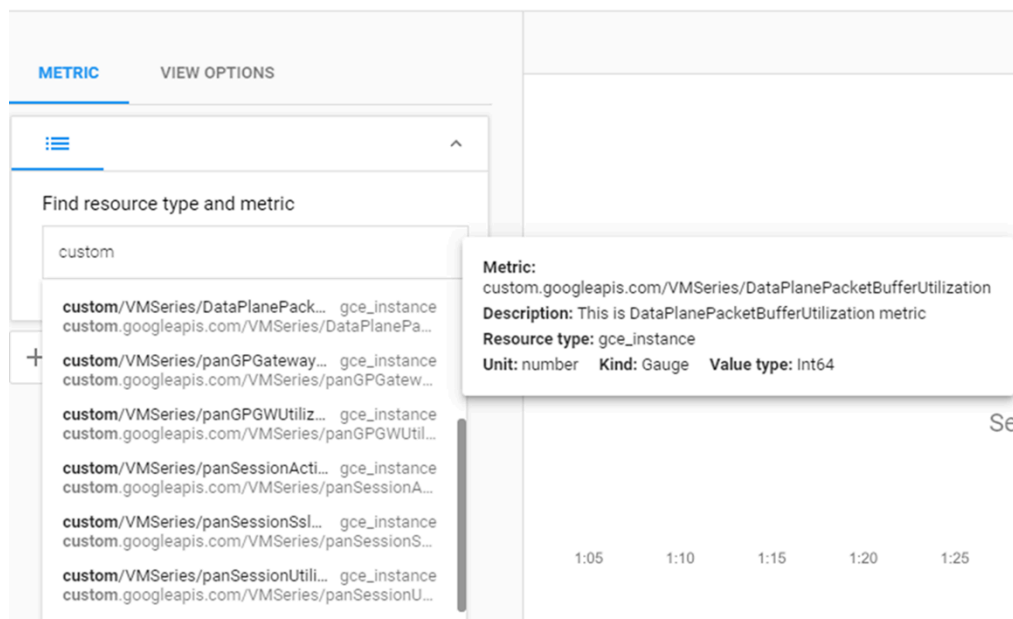 METRIC VIEW OPTIONS
Find resource type and metric
custom
custom/VMSeries/DataPlanePack... gce_instance
custom.googleapis.com/VMSeries/DataPlanePa...
custom/VMSeries/panGPGateway... gce_instance
custom.googleapis.com/VMSeries/panGPGatew...
custom/VMSeries/panGPGWUtiliz... gce_instance
custom.googleapis.com/VMSeries/panGPGWUtil...
custom/VMSeries/panSessionActi... gce_instance
custom.googleapis.com/VMSeries/panSessionA...
custom/VMSeries/panSessionSsl... gce_instance
custom.googleapis.com/VMSeries/panSessionS...
custom/VMSeries/panSessionUtili... gce_instance
custom.googleapis.com/VMSeries/panSessionU...
Metric:
custom.googleapis.com/VMSeries/DataPlanePacketBufferUtilization
Description: This is DataPlanePacketBufferUtilization metric
Resource type: gce_instance
Unit: number Kind: Gauge Value type: Int64
Se
1:05 1:10 1:15 1:20 1:25